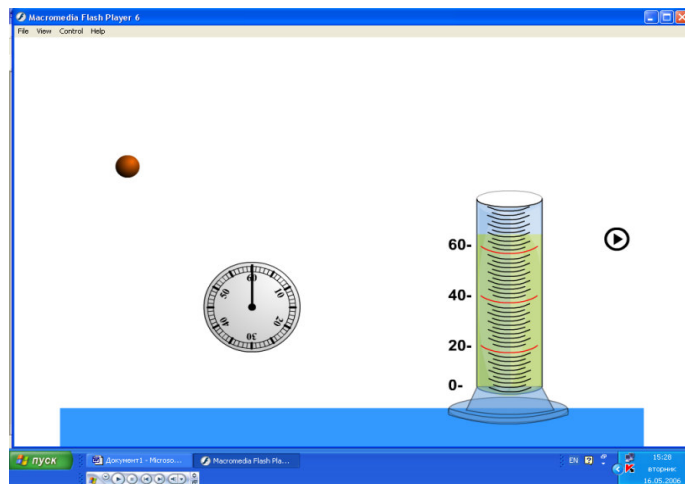 Macromedia Flash Player 6
File View Control Help
60
10
20
30
40
50
60-
40-
20-
0-
пуск
Документ1 - Microso...
Macromedia Flash Pla...
EN
15:28
вторник
16.05.2006